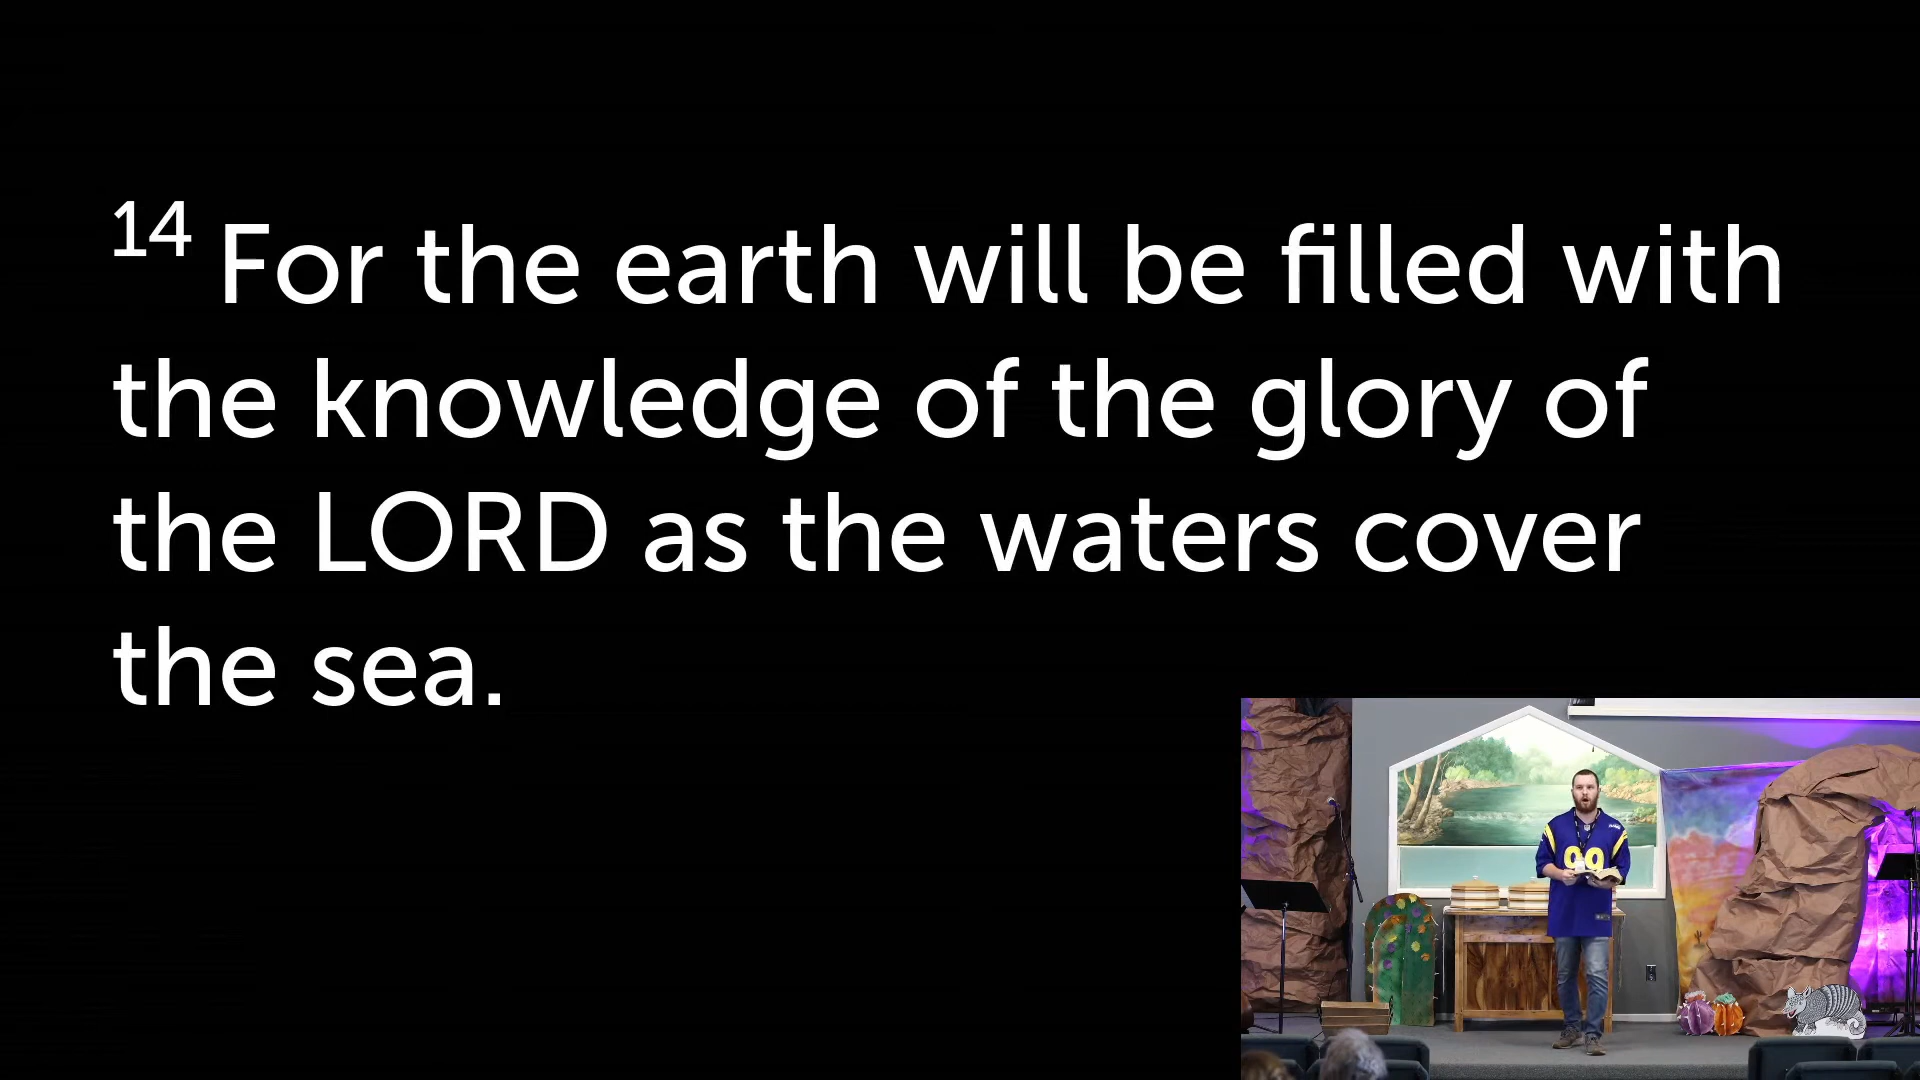 14 For the earth will be filled with
the knowledge of the glory of
the LORD as the waters cover
the sea.
99